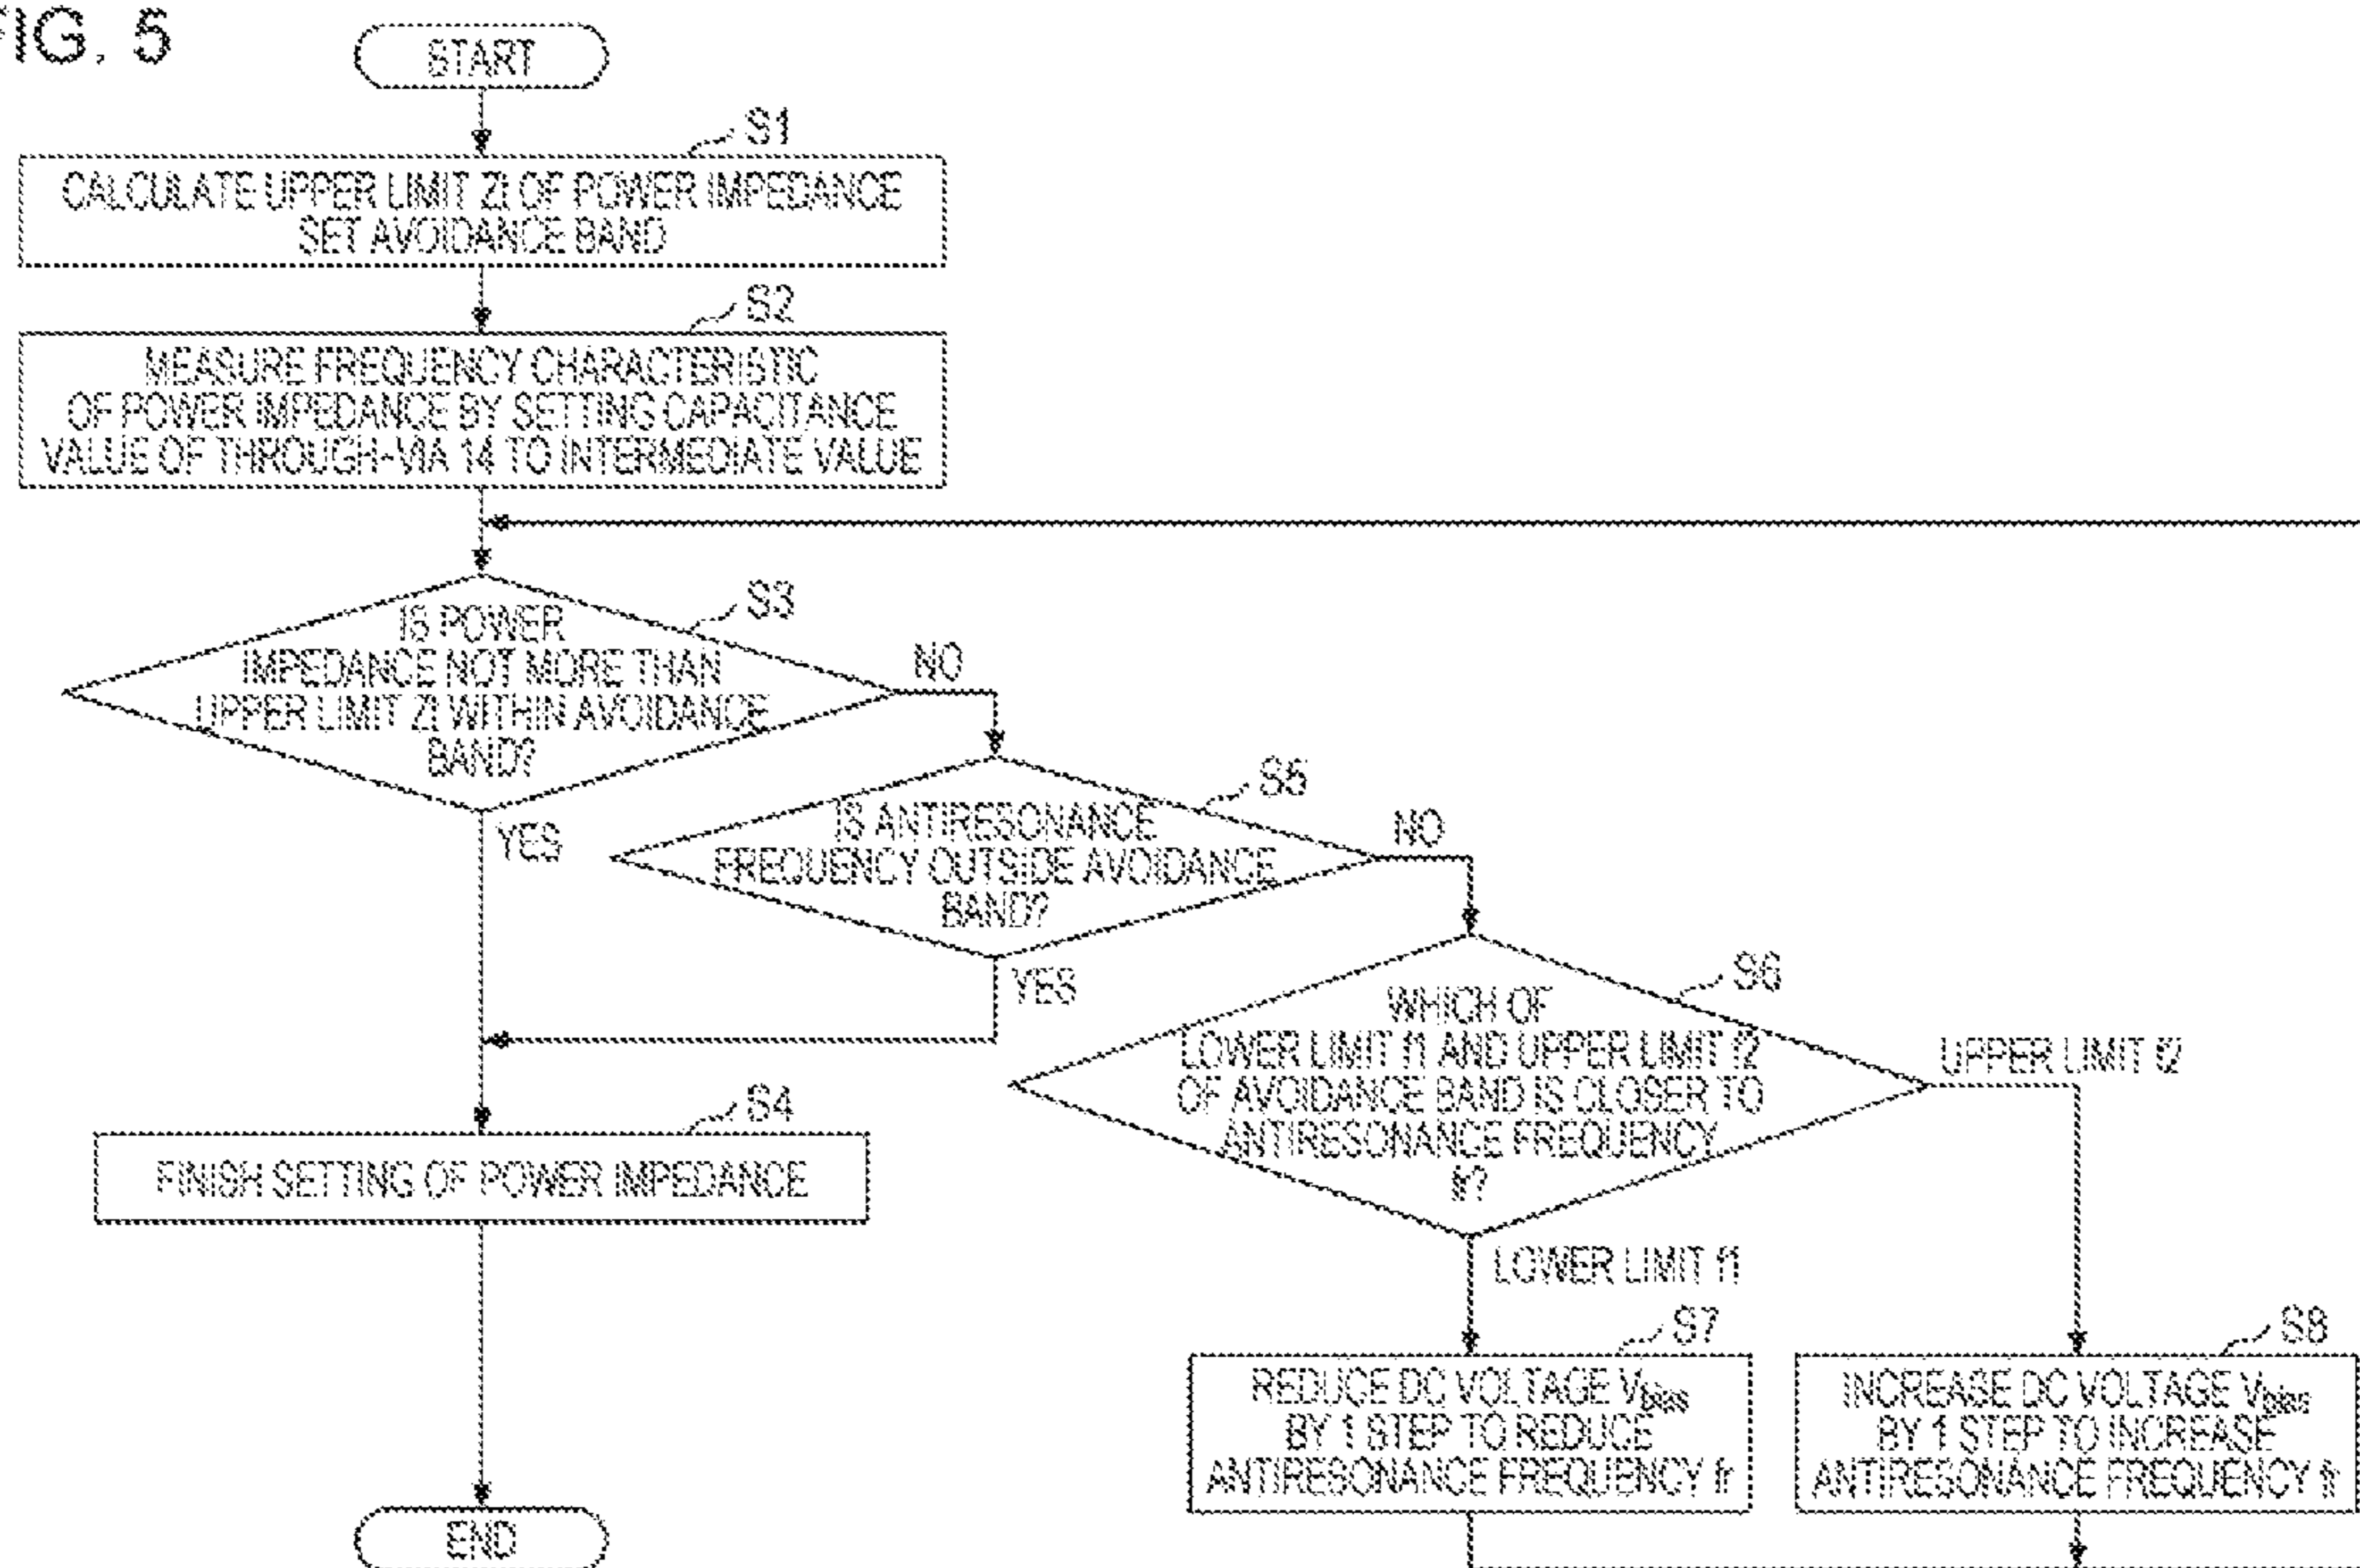 FIG. 5
START
S1
CALCULATE UPPER LIMIT Zt OF POWER IMPEDANCE
SET AVOIDANCE BAND
S2
MEASURE FREQUENCY CHARACTERISTIC
OF POWER IMPEDANCE BY SETTING CAPACITANCE
VALUE OF THROUGH-VIA 14 TO INTERMEDIATE VALUE
S3
IS POWER
IMPEDANCE NOT MORE THAN
UPPER LIMIT Zt WITHIN AVOIDANCE
BAND?
NO
YES
S5
IS ANTIRESONANCE
FREQUENCY OUTSIDE AVOIDANCE
BAND?
NO
YES
S6
WHICH OF
LOWER LIMIT f1 AND UPPER LIMIT f2
OF AVOIDANCE BAND IS CLOSER TO
ANTIRESONANCE FREQUENCY
fr?
UPPER LIMIT f2
LOWER LIMIT f1
S4
FINISH SETTING OF POWER IMPEDANCE
S7
REDUCE DC VOLTAGE Vbias
BY 1 STEP TO REDUCE
ANTIRESONANCE FREQUENCY fr
S8
INCREASE DC VOLTAGE Vbias
BY 1 STEP TO INCREASE
ANTIRESONANCE FREQUENCY fr
END